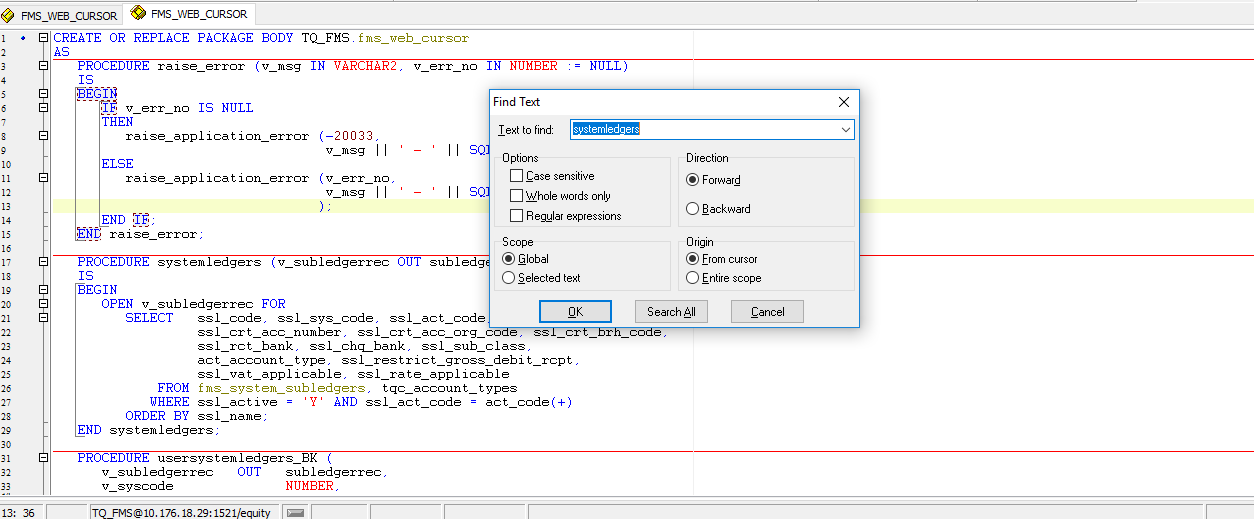 FMS_WEB_CURSOR FMS_WEB_CURSOR
1 CREATE OR REPLACE PACKAGE BODY TQ_FMS.fms_web_cursor
2 AS
3 PROCEDURE raise_error (v_msg IN VARCHAR2, v_err_no IN NUMBER := NULL)
4 IS
5 BEGIN
6 IF v_err_no IS NULL
7 THEN
8 raise_application_error (-20033,
9 v_msg || ' - ' ||
10 ELSE
11 raise_application_error (v_err_no,
12 v_msg || ' - ' ||
13 );
14 END IF;
15 END raise_error;
16
17 PROCEDURE systemledgers (v_subledgerrec OUT
18 IS
19 BEGIN
20 OPEN v_subledgerrec FOR
21 SELECT ssl_code, ssl_sys_code, ssl_act_code,
22 ssl_crt_acc_number, ssl_crt_acc_org_code, ssl_crt_brh_code,
23 ssl_rct_bank, ssl_chq_bank, ssl_sub_class,
24 act_account_type, ssl_restrict_gross_debit_rcpt,
25 ssl_vat_applicable, ssl_rate_applicable
26 FROM fms_system_subledgers, tqc_account_types
27 WHERE ssl_active = 'Y' AND ssl_act_code = act_code(+)
28 ORDER BY ssl_name;
29 END systemledgers;
30
31 PROCEDURE usersystemledgers_BK (
32 v_subledgerrec OUT subledgerrec,
33 v_syscode NUMBER,
Find Text
Text to find: systemledgers
Options
Case sensitive
Whole words only
Regular expressions
Direction
Forward
Backward
Scope
Global
Selected text
Origin
From cursor
Entire scope
OK Search All Cancel
13: 36 TQ_FMS@10.176.18.29:1521/equity